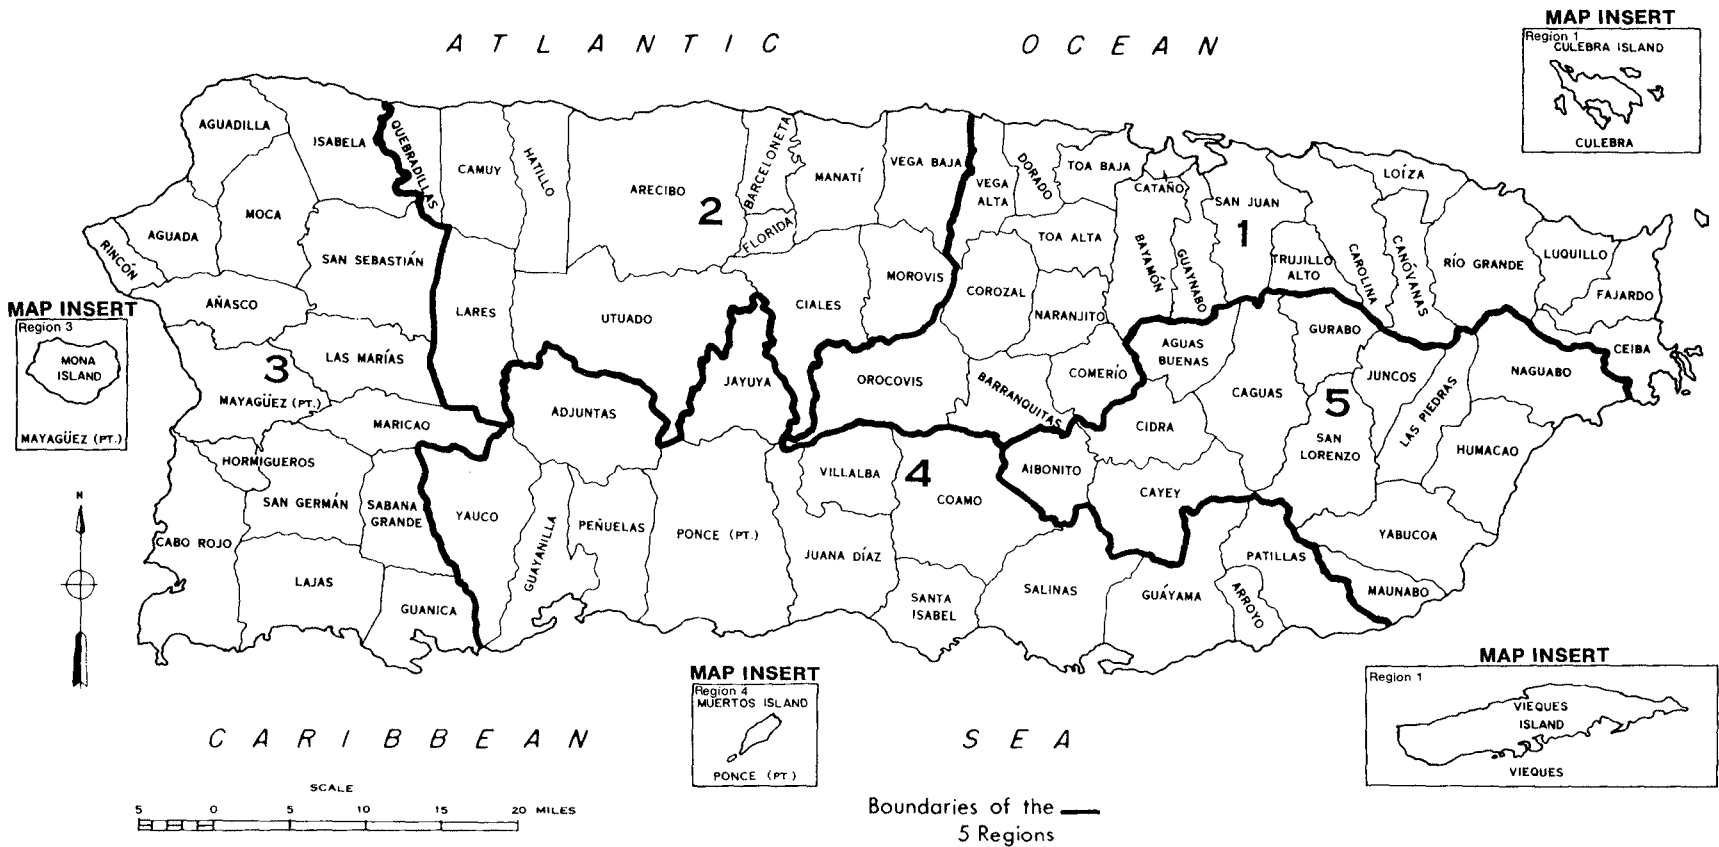 ATLANTIC OCEAN
MAP INSERT
Region 1
CULEBRA ISLAND
CULEBRA
AGUADILLA
ISABELA
QUEBRADILLAS
CAMUY
HATILLO
ARECIBO
BARCELONETA
MANATÍ
VEGA BAJA
VEGA
ALTA
DORADO
TOA BAJA
CATAÑO
SAN JUAN
LOÍZA
MOCA
AGUADA
RINCÓN
SAN SEBASTIÁN
2
FLORIDA
TOA ALTA
BAYAMÓN
GUAYNABO
1
TRUJILLO
ALTO
CAROLINA
CANÓVANAS
RÍO GRANDE
LUQUILLO
FAJARDO
CEIBA
AÑASCO
LARES
UTUADO
CIALES
MOROVIS
COROZAL
NARANJITO
MAP INSERT
Region 3
MONA
ISLAND
MAYAGÜEZ (PT.)
3
MAYAGÜEZ (PT.)
LAS MARÍAS
MARICAO
ADJUNTAS
JAYUYA
OROCOVIS
BARRANQUITAS
COMERÍO
AGUAS
BUENAS
GURABO
CAGUAS
JUNCOS
LAS PIEDRAS
NAGUABO
5
CIDRA
SAN
LORENZO
HUMACAO
HORMIGUEROS
SAN GERMÁN
SABANA
GRANDE
YAUCO
GUAYANILLA
PEÑUELAS
PONCE (PT.)
VILLALBA
4
COAMO
AIBONITO
CAYEY
YABUCOA
N
CABO ROJO
LAJAS
GUANICA
JUANA DÍAZ
SANTA
ISABEL
SALINAS
GUÁYAMA
ARROYO
PATILLAS
MAUNABO
MAP INSERT
Region 4
MUERTOS ISLAND
PONCE (PT.)
MAP INSERT
Region 1
VIEQUES
ISLAND
VIEQUES
CARIBBEAN SEA
SCALE
5 0 5 10 15 20 MILES
Boundaries of the
5 Regions